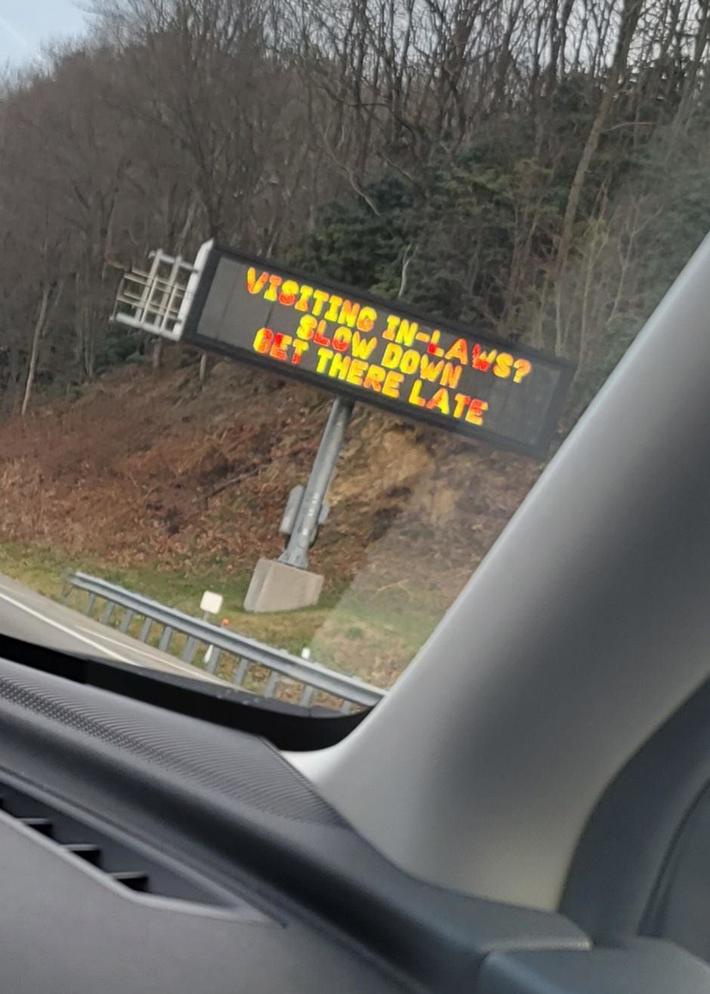 VISITING IN-LAWS?
SLOW DOWN
GET THERE LATE